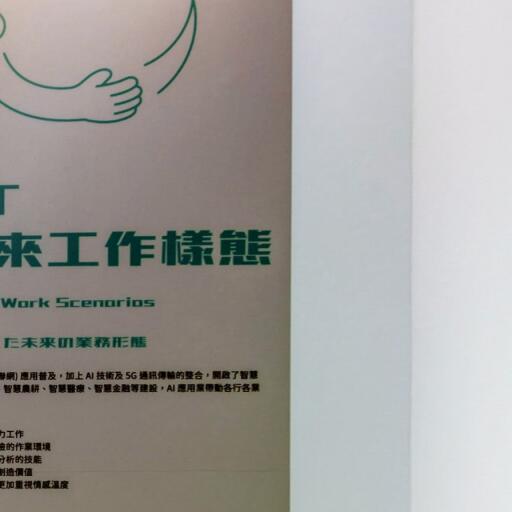 來工作樣態
Work Scenarios
た未来の業務形態
聯網) 應用普及，加上 AI 技術及 5G 通訊傳輸的整合，開啟了智慧
智慧農耕、智慧醫療、智慧金融等建設，AI 應用業帶動各行各業
力工作
的作業環境
分析的技能
創造價值
更加重視情感溫度